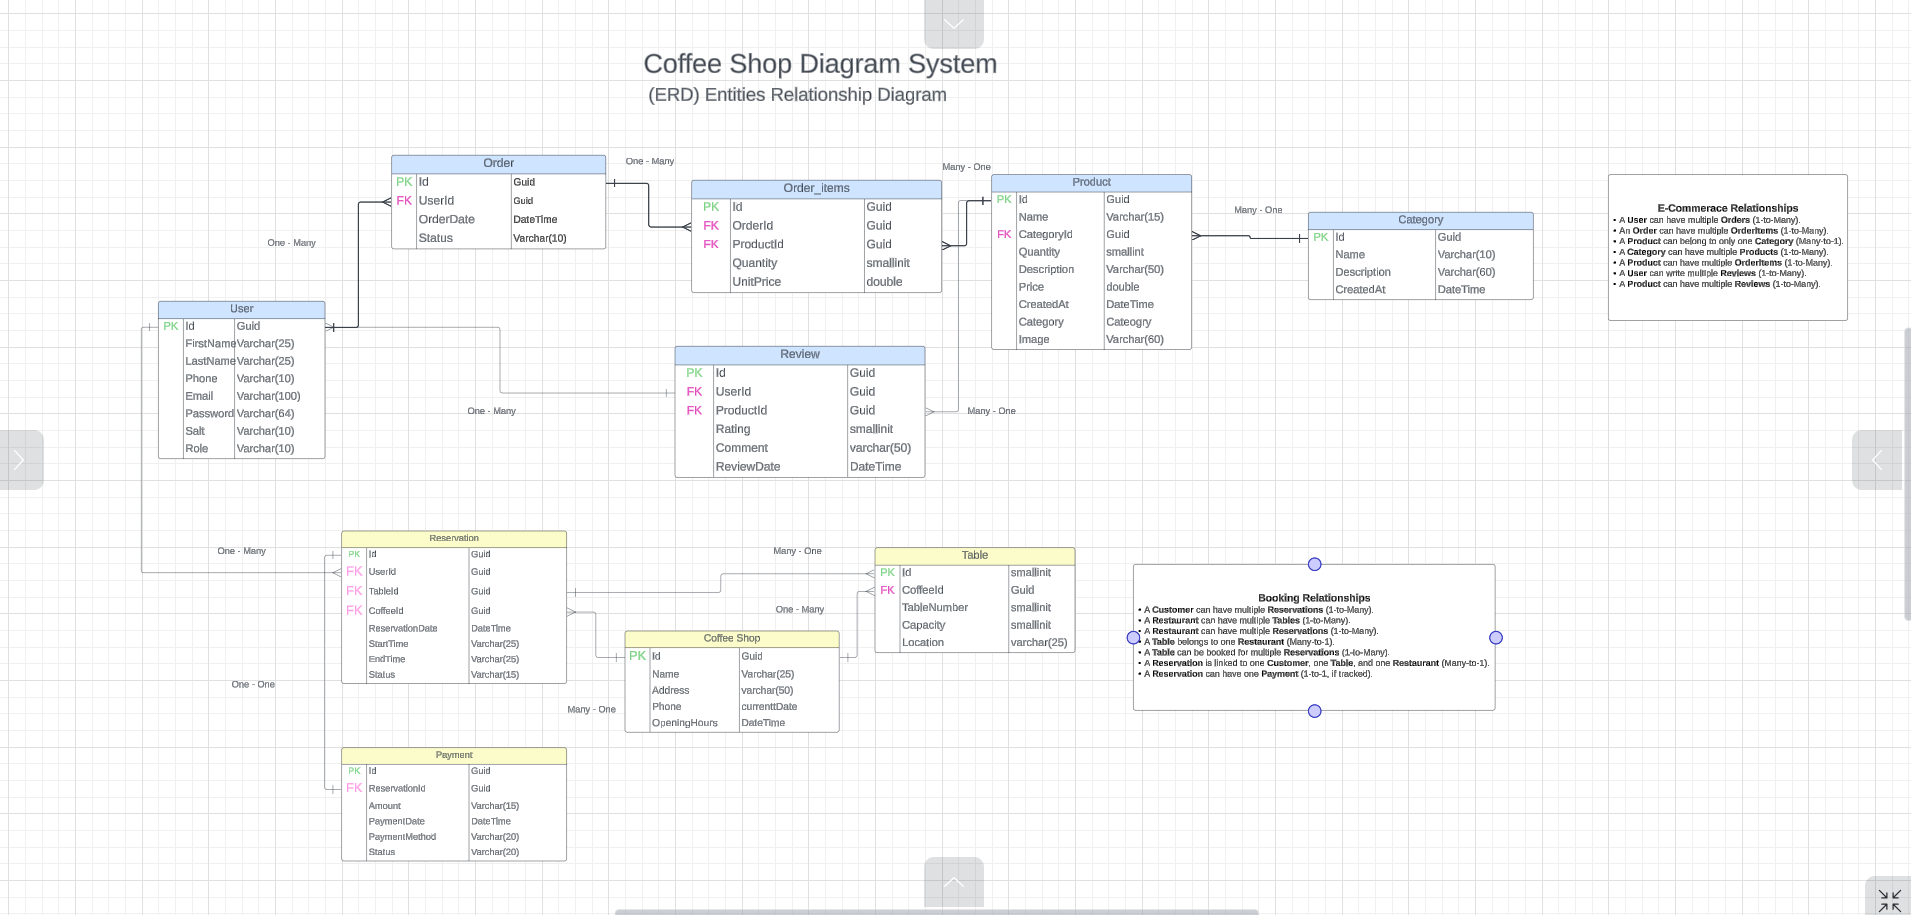 Coffee Shop Diagram System
(ERD) Entities Relationship Diagram
Order
PK Id Guid
FK UserId Guid
OrderDate DateTime
Status Varchar(10)
One - Many
Order_items
PK Id Guid
FK OrderId Guid
FK ProductId Guid
Quantity smallinit
UnitPrice double
Many - One
Product
PK Id Guid
Name Varchar(15)
FK CategoryId Guid
Quantity smallint
Description Varchar(50)
Price double
CreatedAt DateTime
Category Cateogry
Image Varchar(60)
Many - One
Category
PK Id Guid
Name Varchar(10)
Description Varchar(60)
CreatedAt DateTime
E-Commerace Relationships
• A User can have multiple Orders (1-to-Many).
• An Order can have multiple OrderItems (1-to-Many).
• A Product can belong to only one Category (Many-to-1).
• A Category can have multiple Products (1-to-Many).
• A Product can have multiple OrderItems (1-to-Many).
• A User can write multiple Reviews (1-to-Many).
• A Product can have multiple Reviews (1-to-Many).
One - Many
User
PK Id Guid
FirstName Varchar(25)
LastName Varchar(25)
Phone Varchar(10)
Email Varchar(100)
Password Varchar(64)
Salt Varchar(10)
Role Varchar(10)
One - Many
Review
PK Id Guid
FK UserId Guid
FK ProductId Guid
Rating smallinit
Comment varchar(50)
ReviewDate DateTime
Many - One
One - Many
Reservation
PK Id Guid
FK UserId Guid
FK TableId Guid
FK CoffeeId Guid
ReservationDate DateTime
StartTime Varchar(25)
EndTime Varchar(25)
Status Varchar(15)
Many - One
One - Many
Table
PK Id smallinit
FK CoffeeId Guid
TableNumber smallinit
Capacity smallinit
Location varchar(25)
Coffee Shop
PK Id Guid
Name Varchar(25)
Address varchar(50)
Phone currenttDate
OpeningHours DateTime
Many - One
One - One
Payment
PK Id Guid
FK ReservationId Guid
Amount Varchar(15)
PaymentDate DateTime
PaymentMethod Varchar(20)
Status Varchar(20)
Booking Relationships
• A Customer can have multiple Reservations (1-to-Many).
• A Restaurant can have multiple Tables (1-to-Many).
• A Restaurant can have multiple Reservations (1-to-Many).
• A Table belongs to one Restaurant (Many-to-1).
• A Table can be booked for multiple Reservations (1-to-Many).
• A Reservation is linked to one Customer, one Table, and one Restaurant (Many-to-1).
• A Reservation can have one Payment (1-to-1, if tracked).